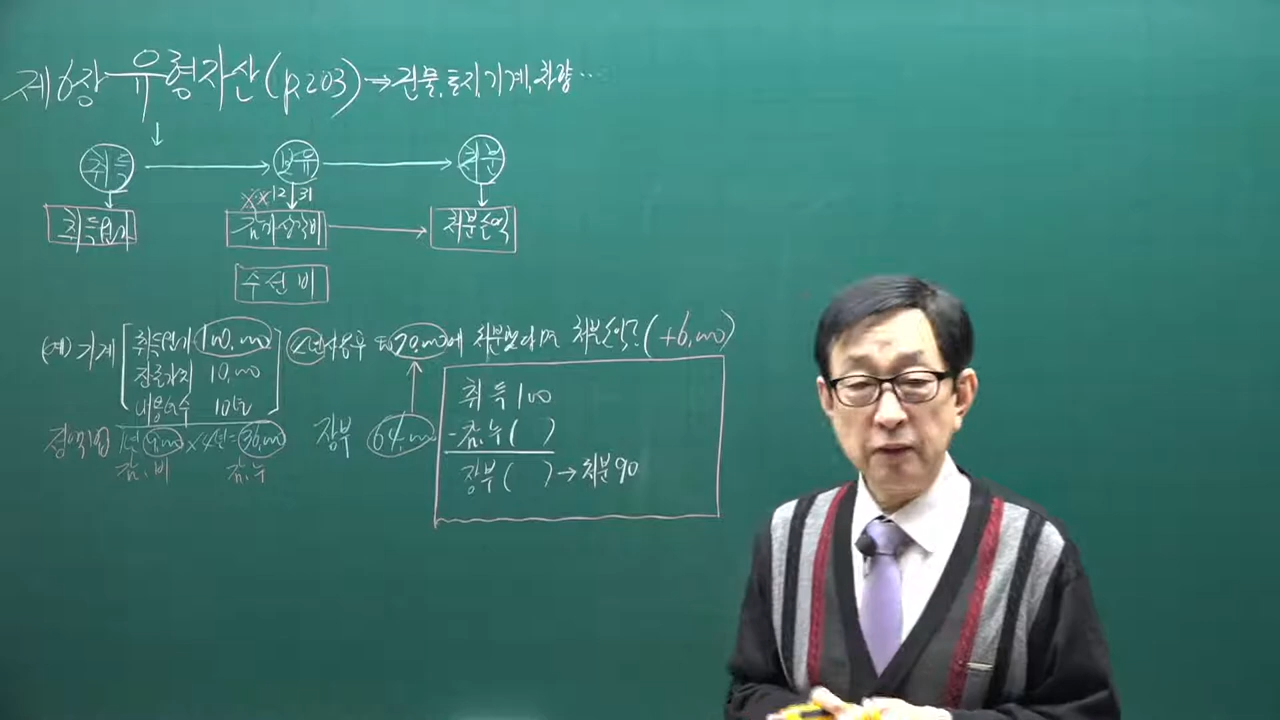 제6장 유형자산(p.203) → 건물, 토지, 기계, 차량…
취득 → 보유 → 처분
××12/31
취득원가 감가상각비 → 처분손익
수선비
(예) 기계 취득원가 100,000 4년사용후 70,000에 처분했다면 처분손익? (+6,000)
잔존가치 10,000
내용연수 10년
정액법 1년 9,000×4년=36,000 장부 64,000
감.비 감.누
취득 100
-감.누( )
장부( ) → 처분 90